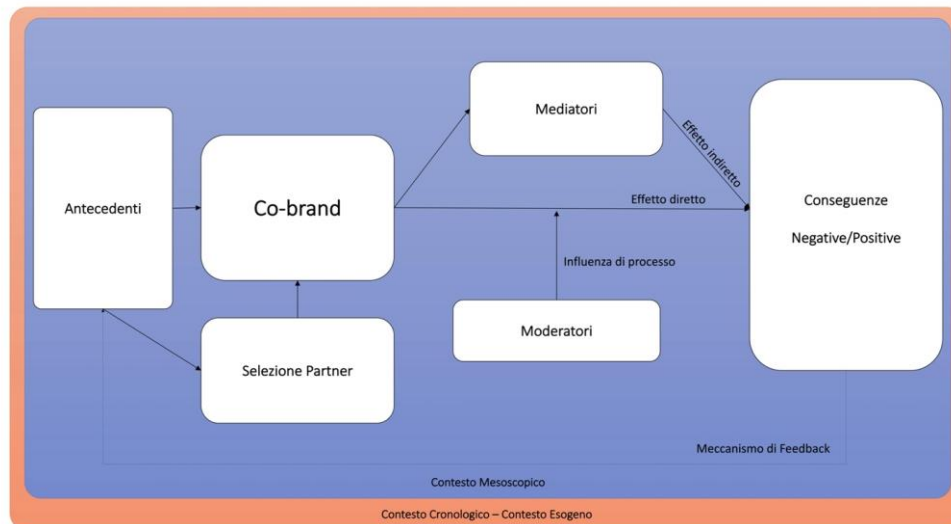 Mediatori
Effetto indiretto
Antecedenti
Co-brand
Effetto diretto
Conseguenze
Negative/Positive
Influenza di processo
Moderatori
Selezione Partner
Meccanismo di Feedback
Contesto Mesoscopico
Contesto Cronologico – Contesto Esogeno